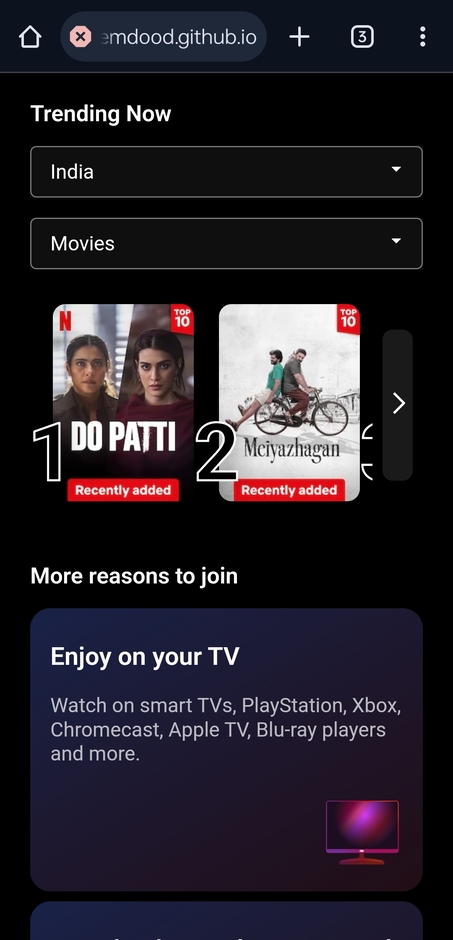 emdood.github.io
3
Trending Now
India
Movies
N
TOP
10
DO PATTI
1
Recently added
TOP
10
Meiyazhagan
2
Recently added
More reasons to join
Enjoy on your TV
Watch on smart TVs, PlayStation, Xbox,
Chromecast, Apple TV, Blu-ray players
and more.